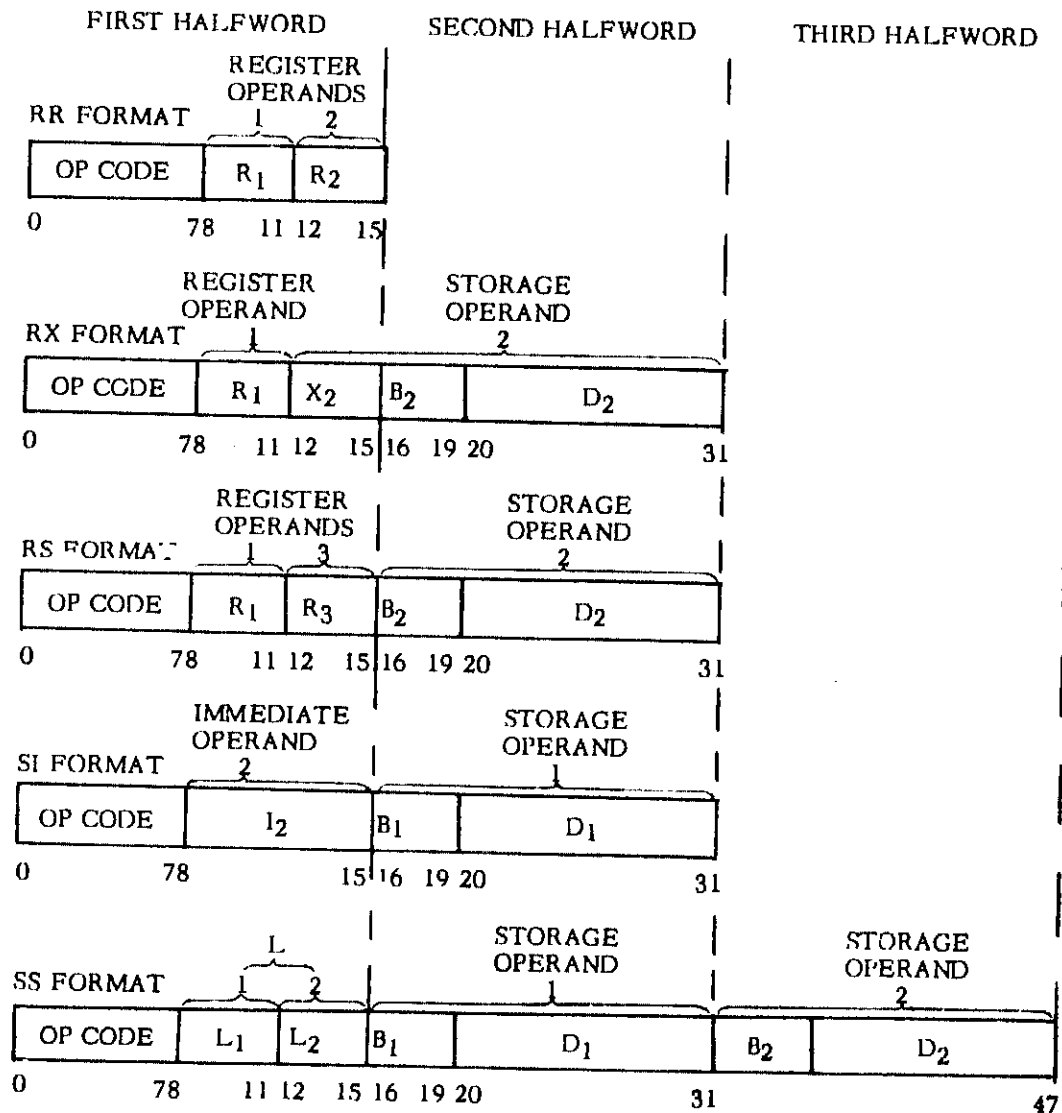 FIRST HALFWORD SECOND HALFWORD THIRD HALFWORD
REGISTER
OPERANDS
RR FORMAT 1 2
OP CODE R1 R2
0 78 11 12 15
REGISTER STORAGE
OPERAND OPERAND
RX FORMAT 1 2
OP CODE R1 X2 B2 D2
0 78 11 12 15 16 19 20 31
REGISTER STORAGE
OPERANDS OPERAND
RS FORMAT 1 3 2
OP CODE R1 R3 B2 D2
0 78 11 12 15 16 19 20 31
IMMEDIATE STORAGE
OPERAND OPERAND
SI FORMAT 2 1
OP CODE I2 B1 D1
0 78 15 16 19 20 31
L STORAGE STORAGE
OPERAND OPERAND
SS FORMAT 1 2 1 2
OP CODE L1 L2 B1 D1 B2 D2
0 78 11 12 15 16 19 20 31 47